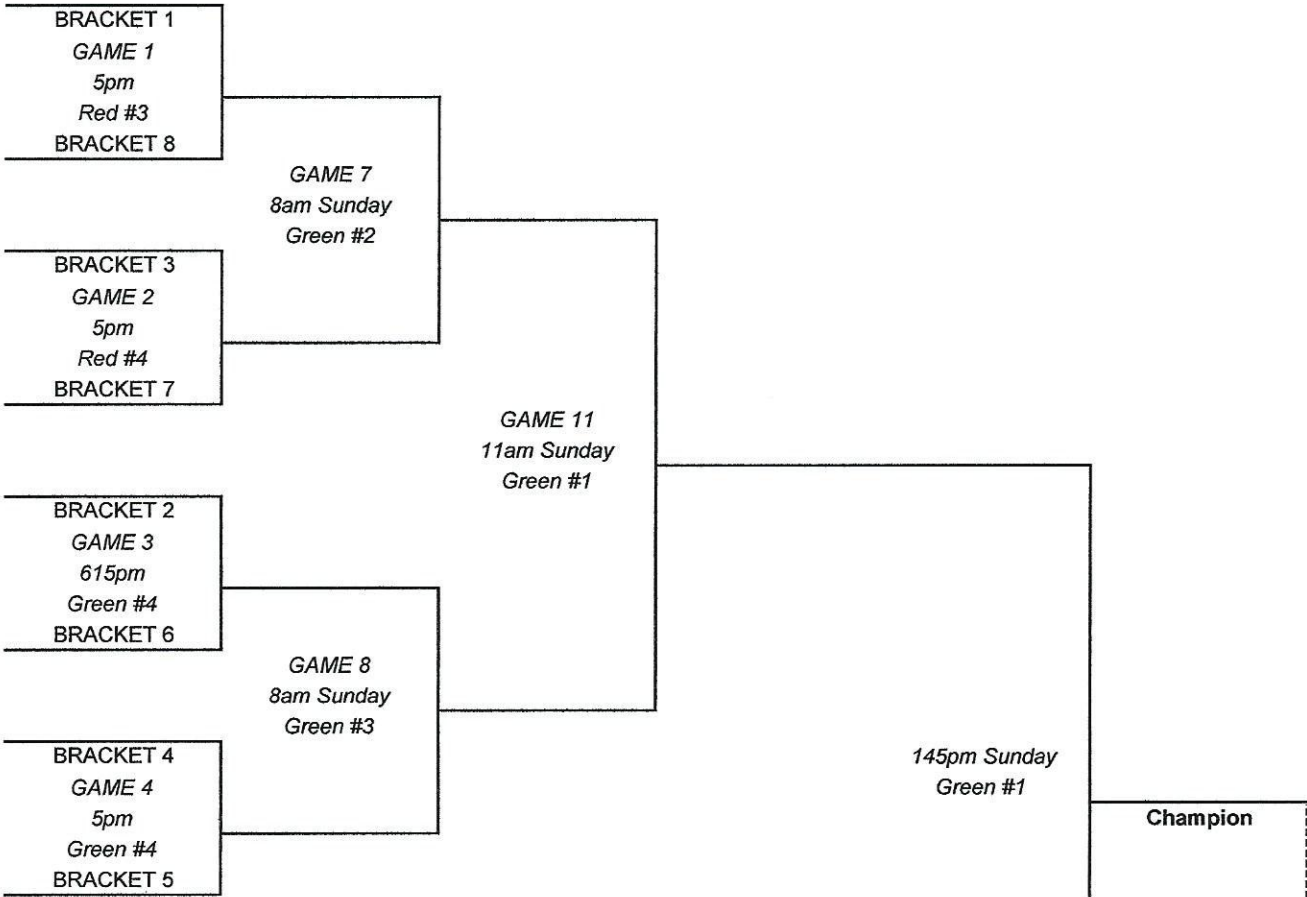 BRACKET 1
GAME 1
5pm
Red #3
BRACKET 8
GAME 7
8am Sunday
Green #2
BRACKET 3
GAME 2
5pm
Red #4
BRACKET 7
GAME 11
11am Sunday
Green #1
BRACKET 2
GAME 3
615pm
Green #4
BRACKET 6
GAME 8
8am Sunday
Green #3
BRACKET 4
GAME 4
5pm
Green #4
BRACKET 5
145pm Sunday
Green #1
Champion